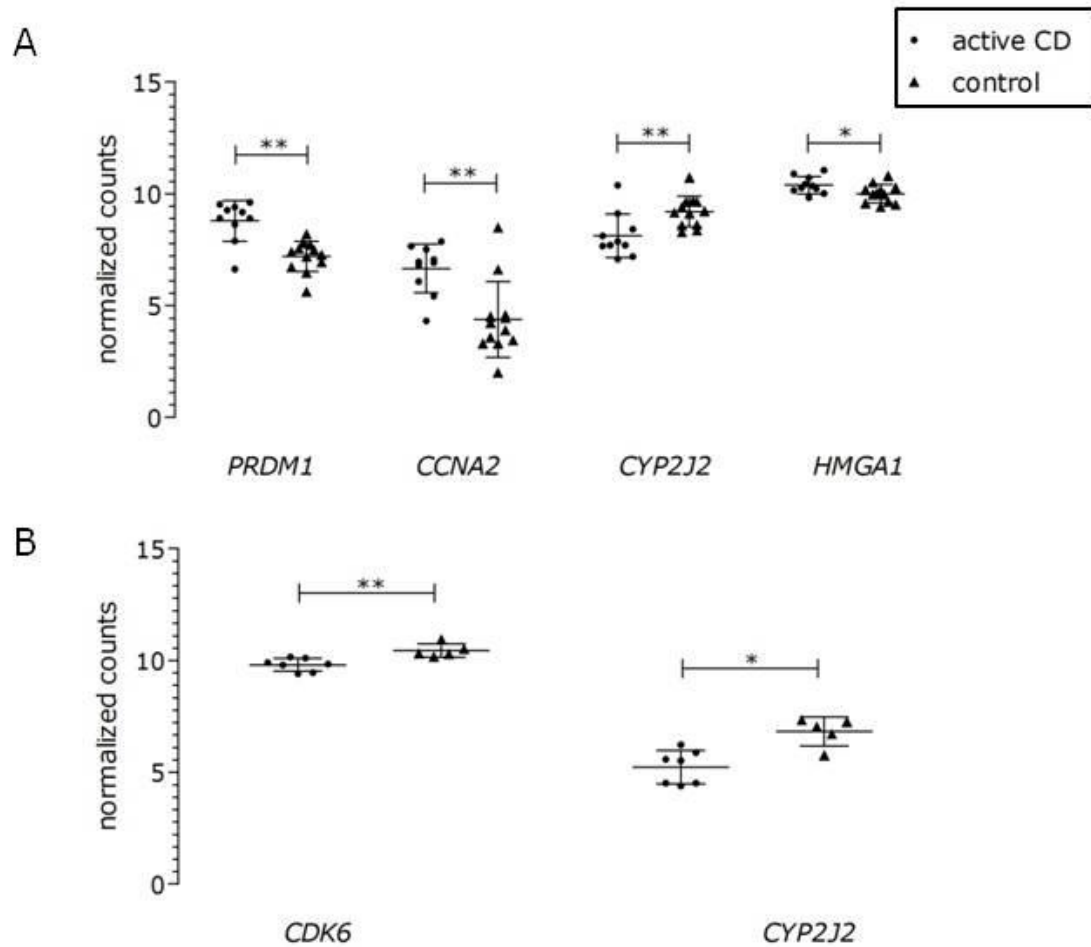 A
active CD
control
15
10
5
0
normalized counts
**
**
**
*
PRDM1
CCNA2
CYP2J2
HMGA1
B
15
10
5
0
normalized counts
**
*
CDK6
CYP2J2